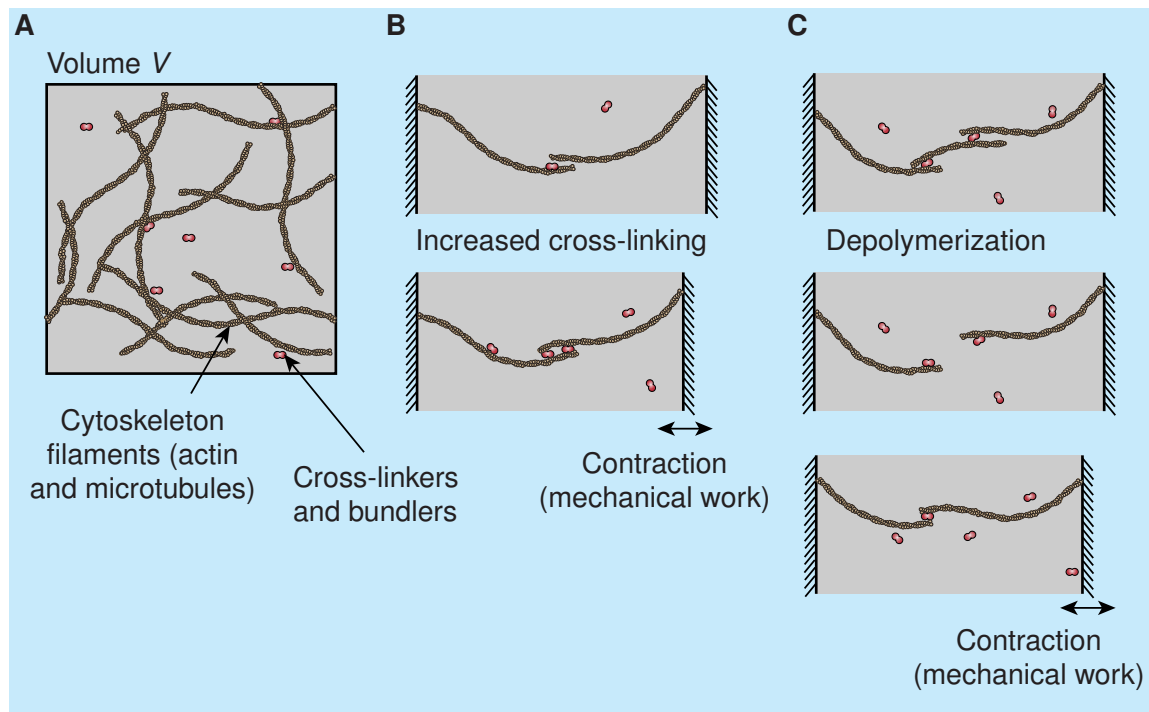 A
Volume V
Cytoskeleton
filaments (actin
and microtubules)
Cross-linkers
and bundlers
B
Increased cross-linking
Contraction
(mechanical work)
C
Depolymerization
Contraction
(mechanical work)